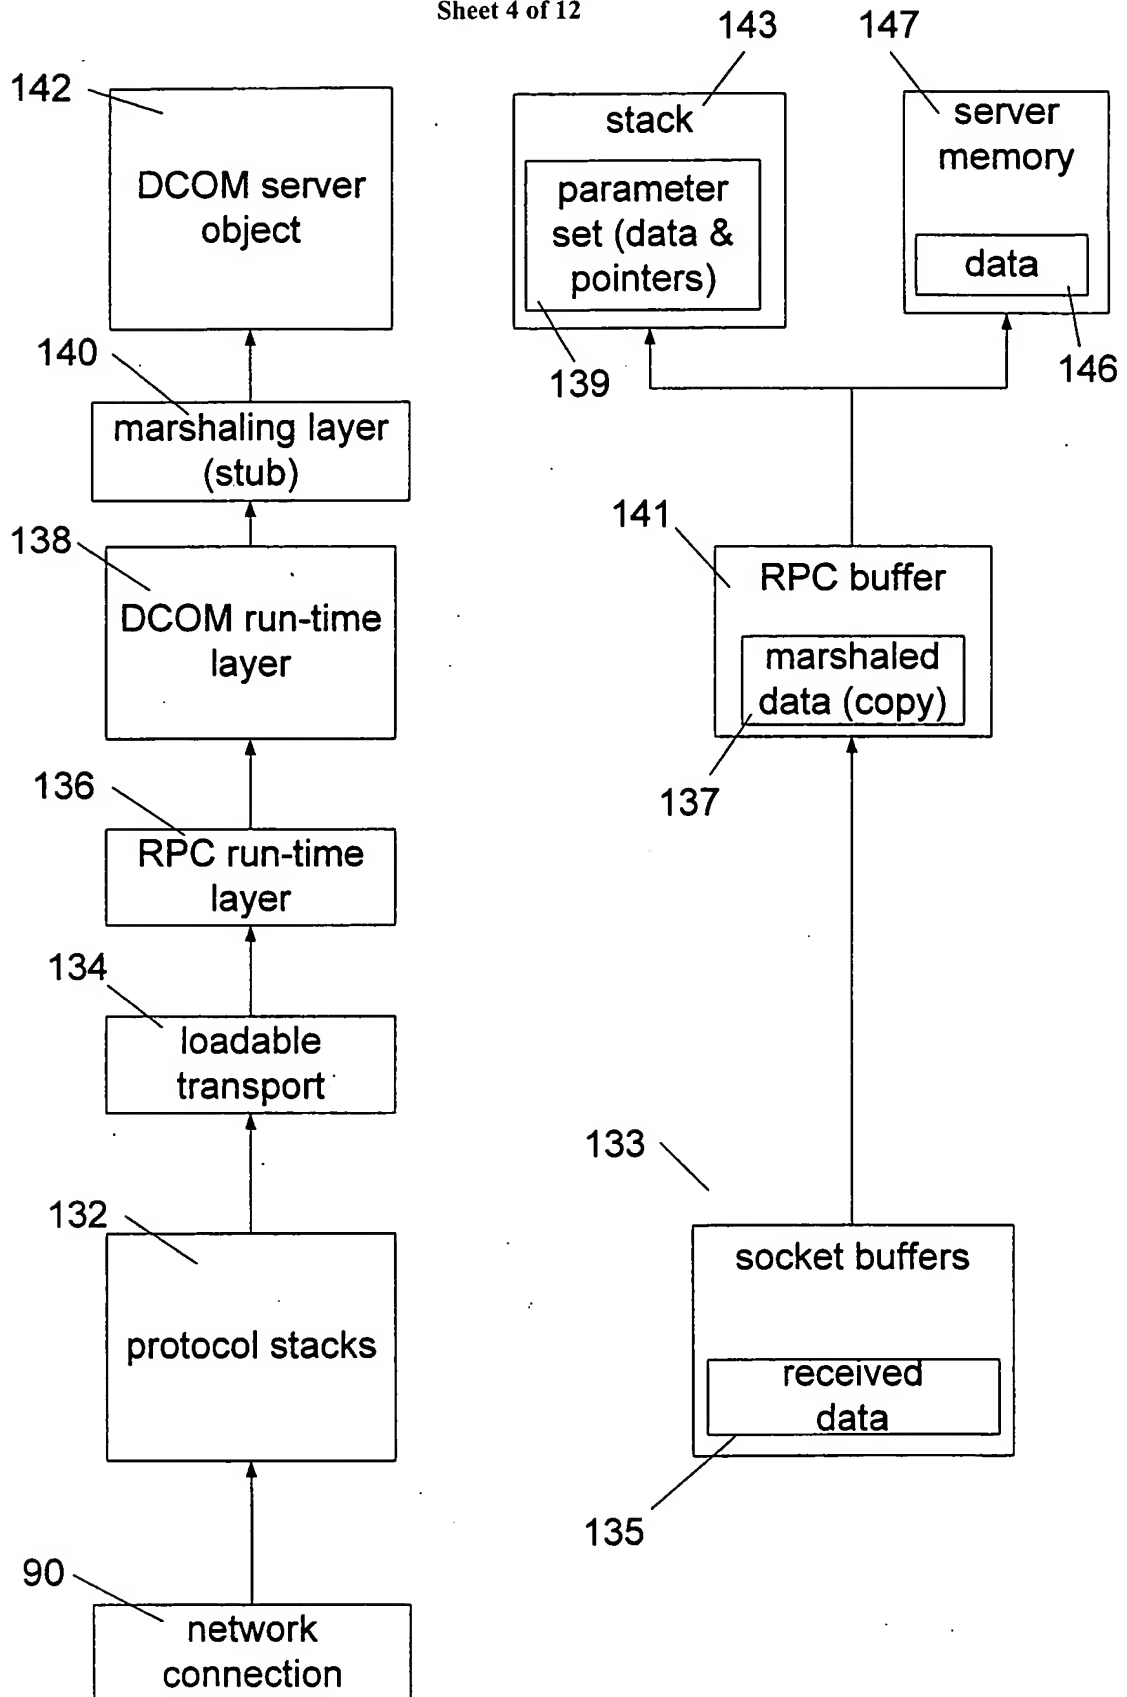 Sheet 4 of 12
143
147
142
DCOM server
object
stack
parameter
set (data &
pointers)
server
memory
data
140
139
146
marshaling layer
(stub)
138
141
DCOM run-time
layer
RPC buffer
marshaled
data (copy)
136
137
RPC run-time
layer
134
loadable
transport
133
132
socket buffers
protocol stacks
received
data
135
90
network
connection